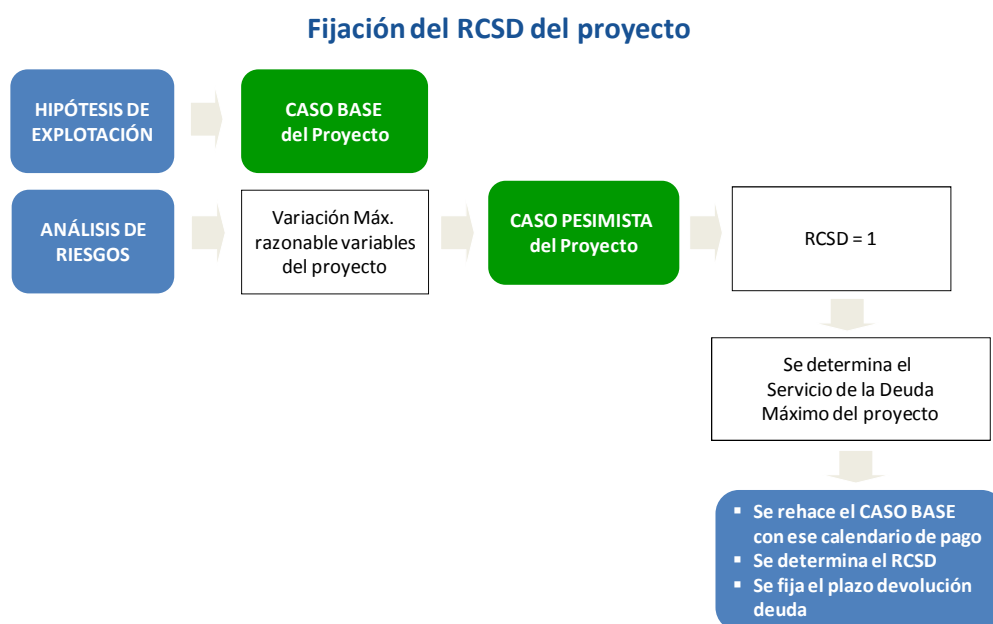 Fijación del RCSD del proyecto
HIPÓTESIS DE
EXPLOTACIÓN
CASO BASE
del Proyecto
ANÁLISIS DE
RIESGOS
Variación Máx.
razonable variables
del proyecto
CASO PESIMISTA
del Proyecto
RCSD = 1
Se determina el
Servicio de la Deuda
Máximo del proyecto
▪ Se rehace el CASO BASE
con ese calendario de pago
▪ Se determina el RCSD
▪ Se fija el plazo devolución
deuda